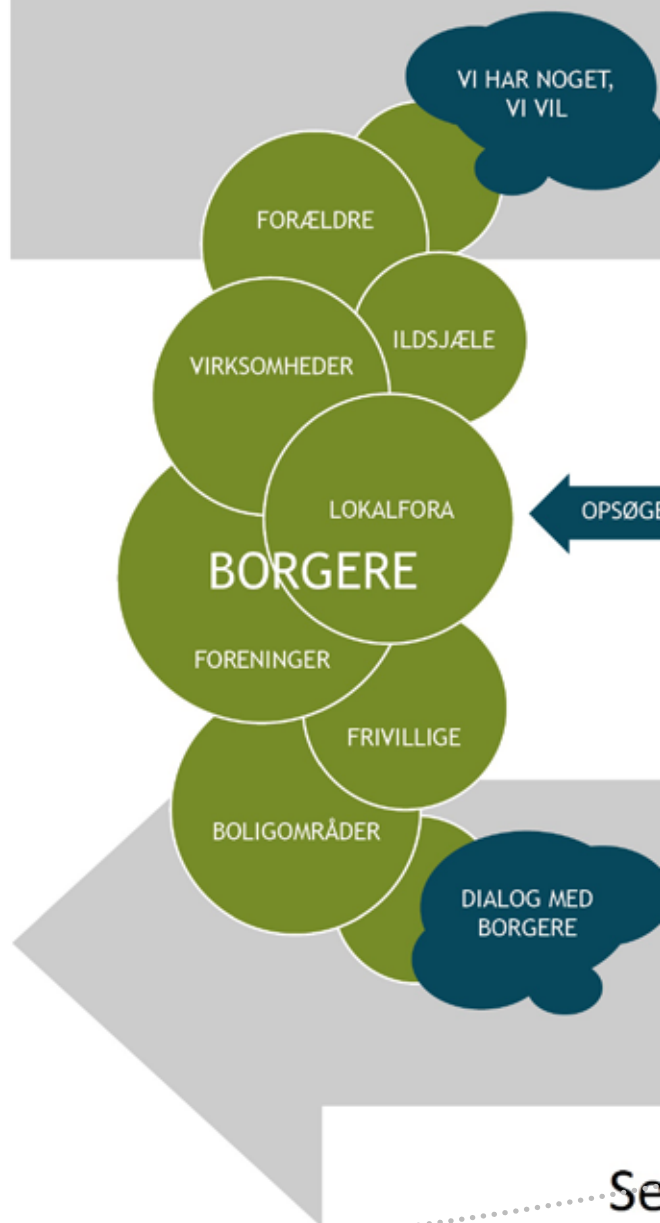 VI HAR NOGET,
VI VIL
FORÆLDRE
ILDSJÆLE
VIRKSOMHEDER
LOKALFORA
BORGERE
FORENINGER
FRIVILLIGE
BOLIGOMRÅDER
DIALOG MED
BORGERE